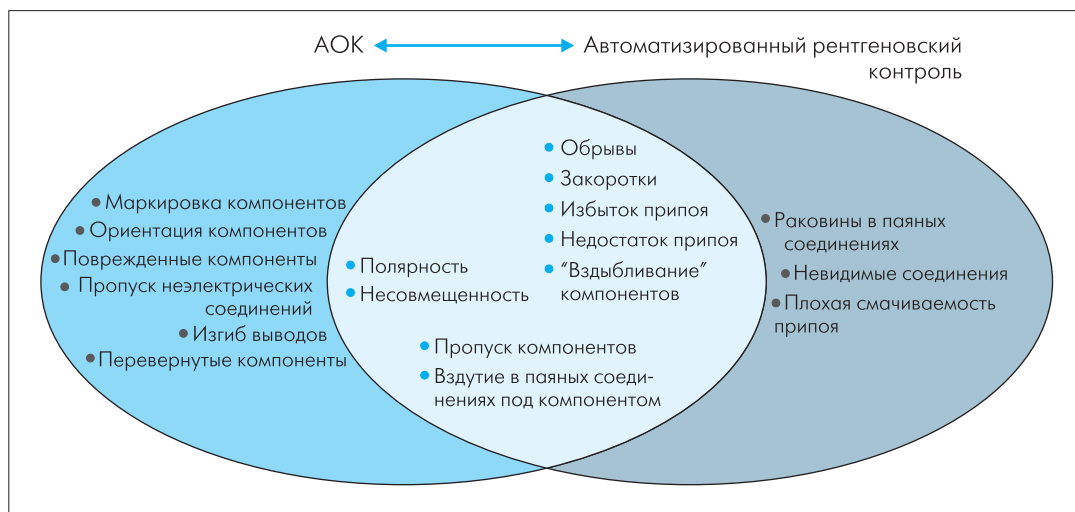 АОК
Автоматизированный рентгеновский
контроль
Маркировка компонентов
Ориентация компонентов
Поврежденные компоненты
Пропуск неэлектрических
соединений
Изгиб выводов
Перевернутые компоненты
Полярность
Несовмещенность
Обрывы
Закоротки
Избыток припоя
Недостаток припоя
“Вздыбливание”
компонентов
Пропуск компонентов
Вздутие в паяных соеди-
нениях под компонентом
Раковины в паяных
соединениях
Невидимые соединения
Плохая смачиваемость
припоя